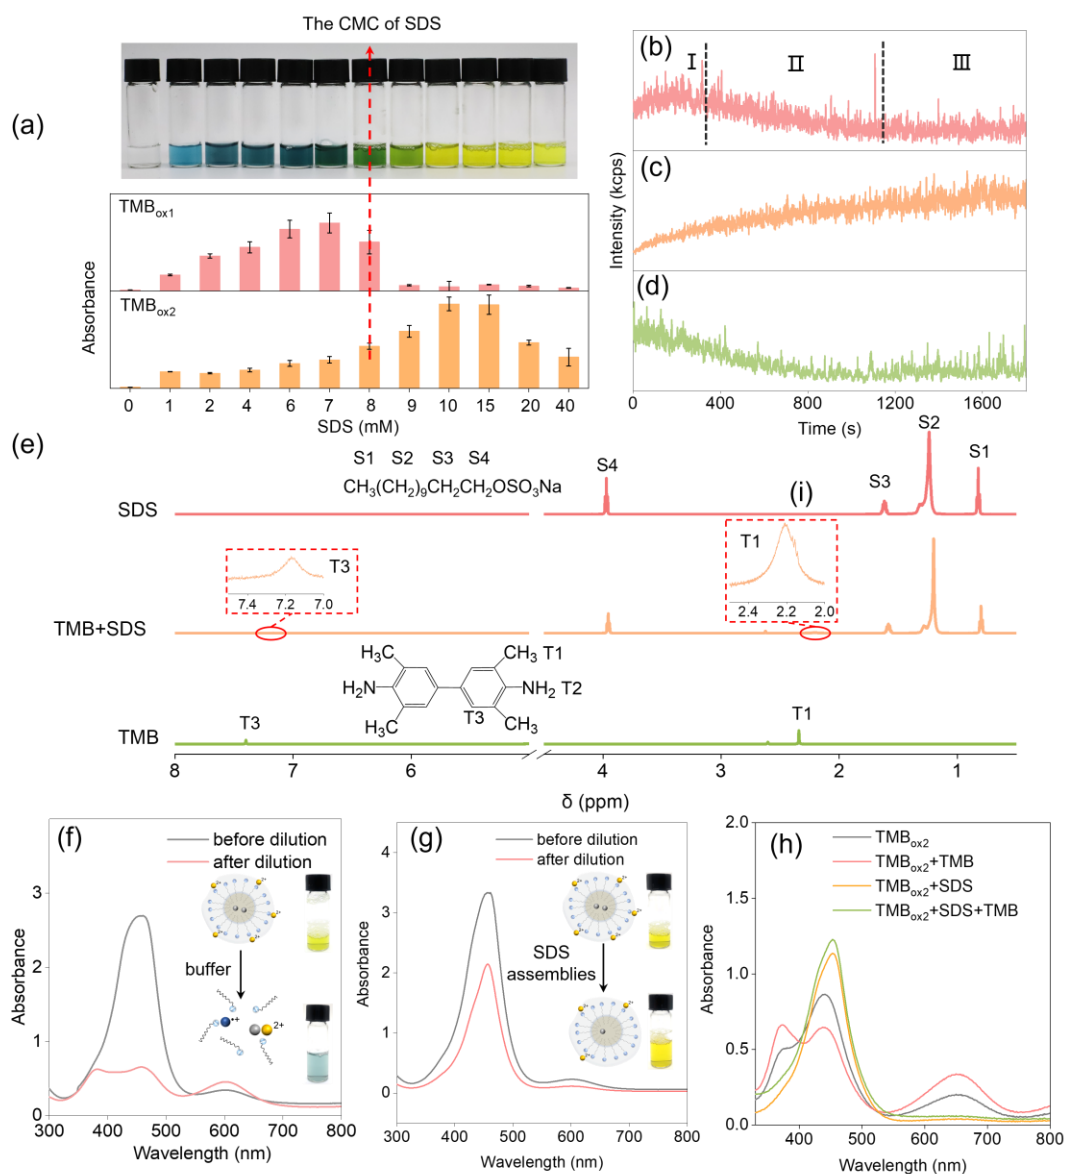 The CMC of SDS
(a)
TMBox1
TMBox2
Absorbance
0 1 2 4 6 7 8 9 10 15 20 40
SDS (mM)
(b)
I II III
(c)
(d)
Intensity (kcps)
0 400 800 1200 1600
Time (s)
(e)
S1 S2 S3 S4
CH3(CH2)9CH2CH2OSO3Na
SDS
S4
S3
S2
S1
(i)
T3
7.4 7.2 7.0
T1
2.4 2.2 2.0
TMB+SDS
H3C
CH3 T1
H2N
NH2 T2
H3C
T3
CH3
TMB
T3
T1
8 7 6 4 3 2 1
δ (ppm)
(f)
before dilution
after dilution
2+
buffer
•+
2+
3
2
1
0
Absorbance
300 400 500 600 700 800
Wavelength (nm)
(g)
before dilution
after dilution
2+
SDS
assemblies
2+
4
3
2
1
0
Absorbance
300 400 500 600 700 800
Wavelength (nm)
(h)
TMBox2
TMBox2+TMB
TMBox2+SDS
TMBox2+SDS+TMB
2.0
1.5
1.0
0.5
0.0
Absorbance
400 500 600 700 800
Wavelength (nm)